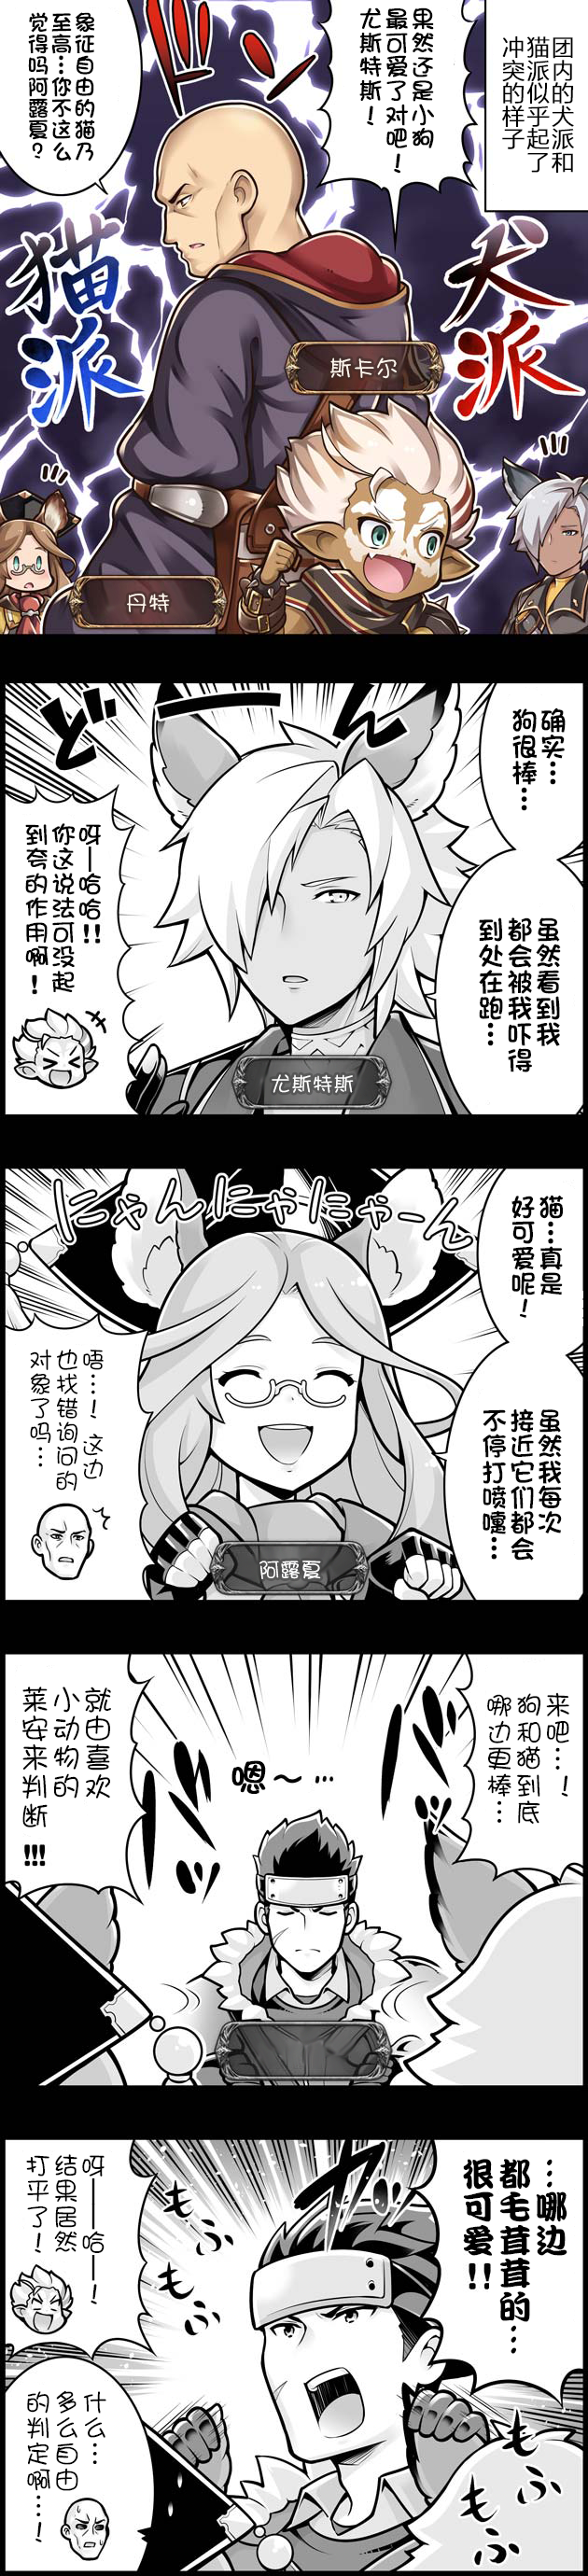 团内的犬派和
猫派似乎起了
冲突的样子
果然还是小狗
最可爱了对吧！
尤斯特斯！
ドドン
象征自由的猫乃
至高…你不这么
觉得吗阿露夏？
犬派
猫派
斯卡尔
丹特
确实…
狗很棒…
虽然看到我
都会被我吓得
到处在跑…
どーん
呀—哈哈!!
你这说法可没起
到夸的作用啊！
尤斯特斯
猫…真是
好可爱呢！
虽然我每次
接近它们都会
不停打喷嚏…
にゃんにゃにゃーん
唔…！这边
也找错询问的
对象了吗…
阿露夏
来吧…！
狗和猫到底
哪边更棒…
嗯～…
就由喜欢
小动物的
莱安来判断
!!!
…哪边
都毛茸茸的…
很可爱!!
カッ
もふ
もふ
もふ
もふ
呀——哈—！
结果居然
打平了！
什么…
多么自由
的判定啊…！